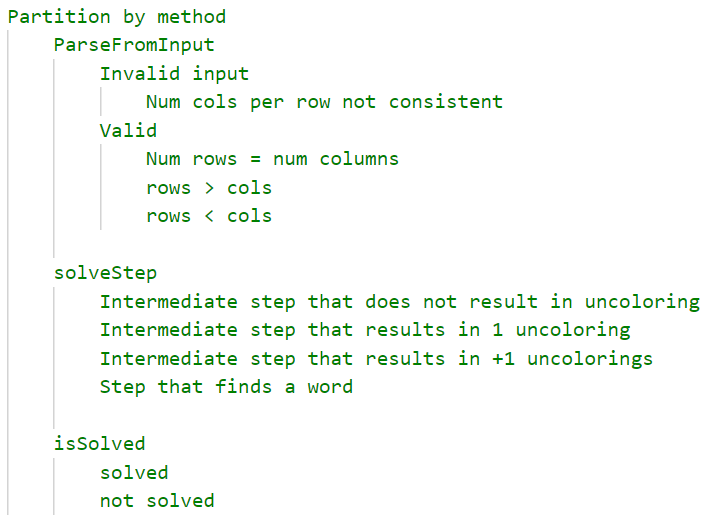 Partition by method
ParseFromInput
Invalid input
Num cols per row not consistent
Valid
Num rows = num columns
rows > cols
rows < cols
solveStep
Intermediate step that does not result in uncoloring
Intermediate step that results in 1 uncoloring
Intermediate step that results in +1 uncolorings
Step that finds a word
isSolved
solved
not solved